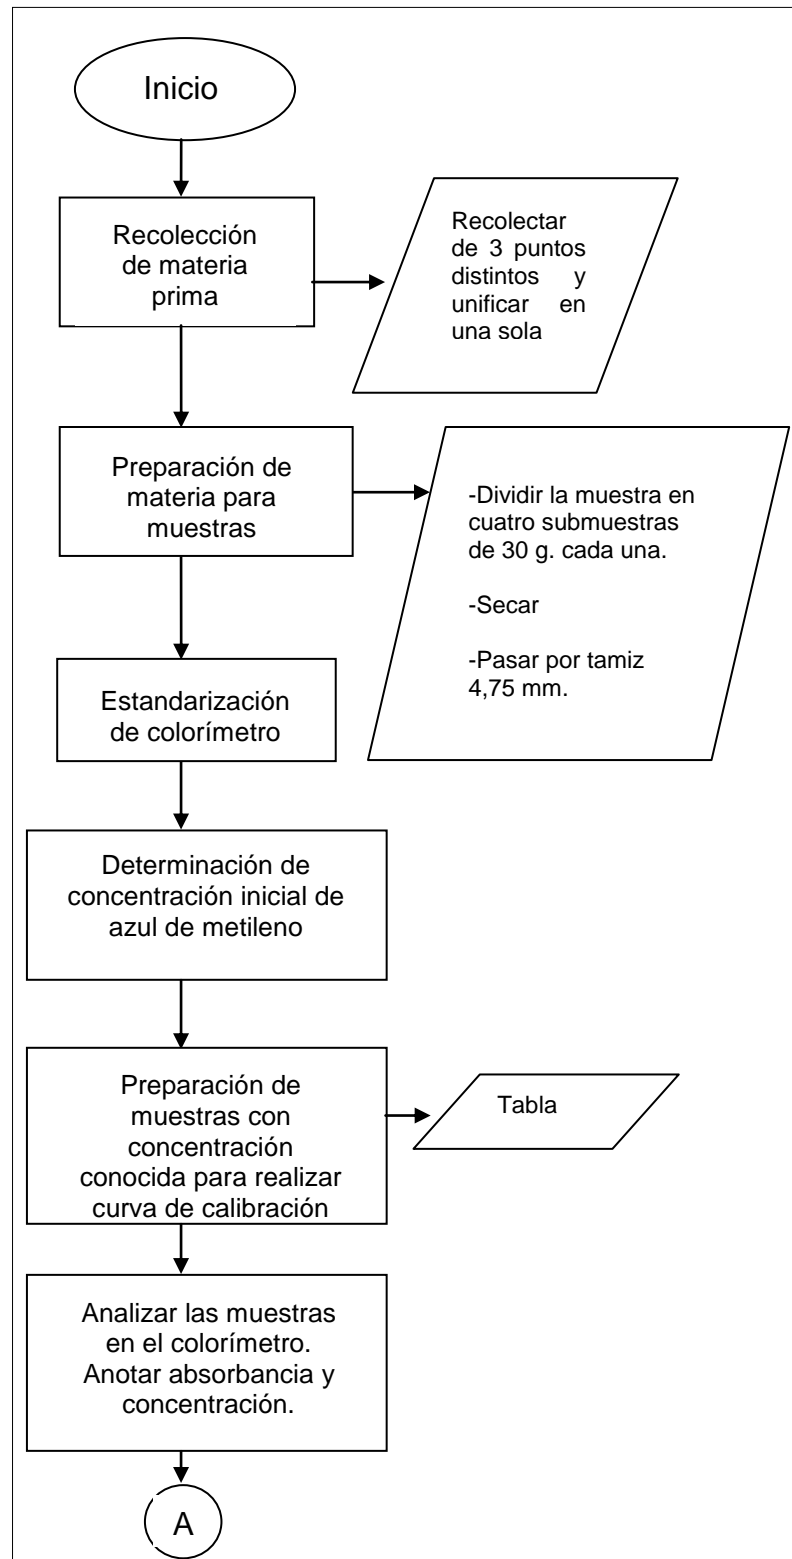 Inicio
Recolección
de materia
prima
Recolectar
de 3 puntos
distintos y
unificar en
una sola
Preparación de
materia para
muestras
-Dividir la muestra en
cuatro submuestras
de 30 g. cada una.
-Secar
-Pasar por tamiz
4,75 mm.
Estandarización
de colorímetro
Determinación de
concentración inicial de
azul de metileno
Preparación de
muestras con
concentración
conocida para realizar
curva de calibración
Tabla
Analizar las muestras
en el colorímetro.
Anotar absorbancia y
concentración.
A